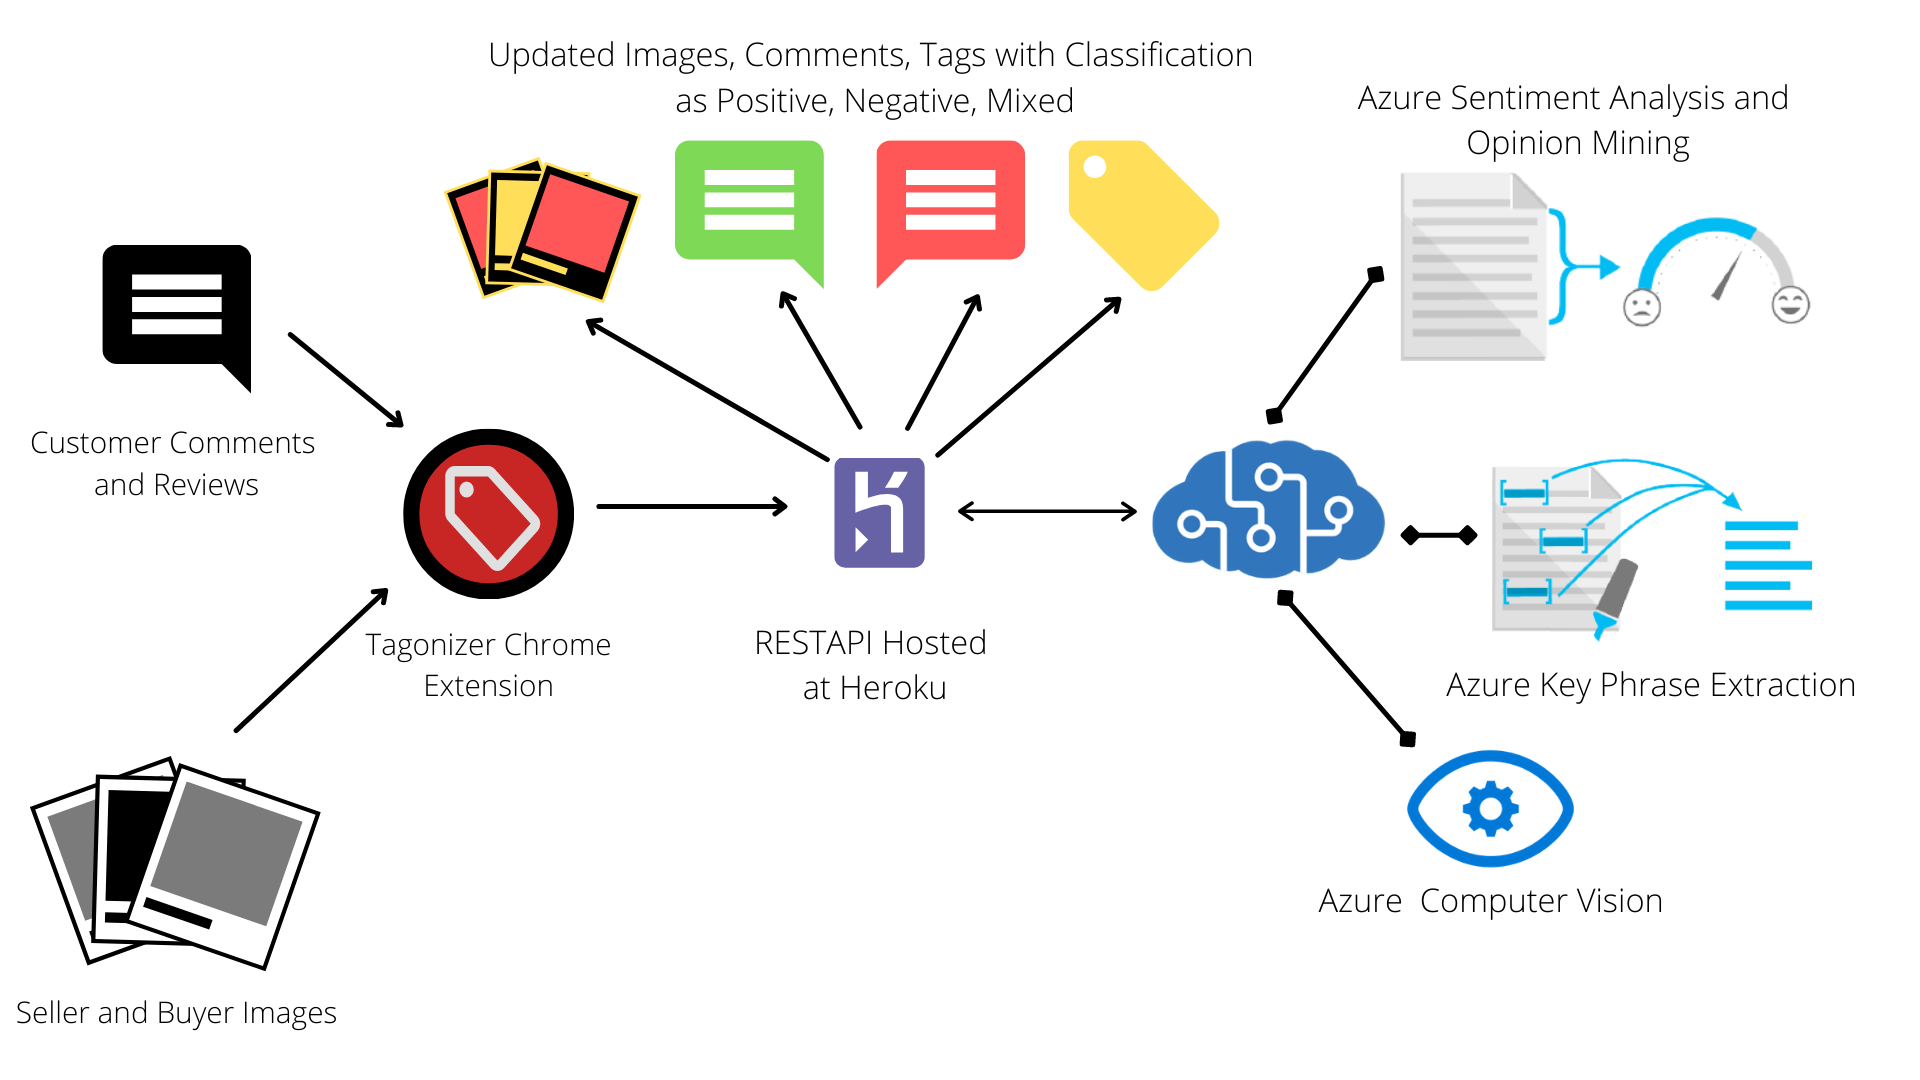 Updated Images, Comments, Tags with Classification
as Positive, Negative, Mixed
Azure Sentiment Analysis and
Opinion Mining
Customer Comments
and Reviews
Tagonizer Chrome
Extension
RESTAPI Hosted
at Heroku
Azure Key Phrase Extraction
Azure  Computer Vision
Seller and Buyer Images